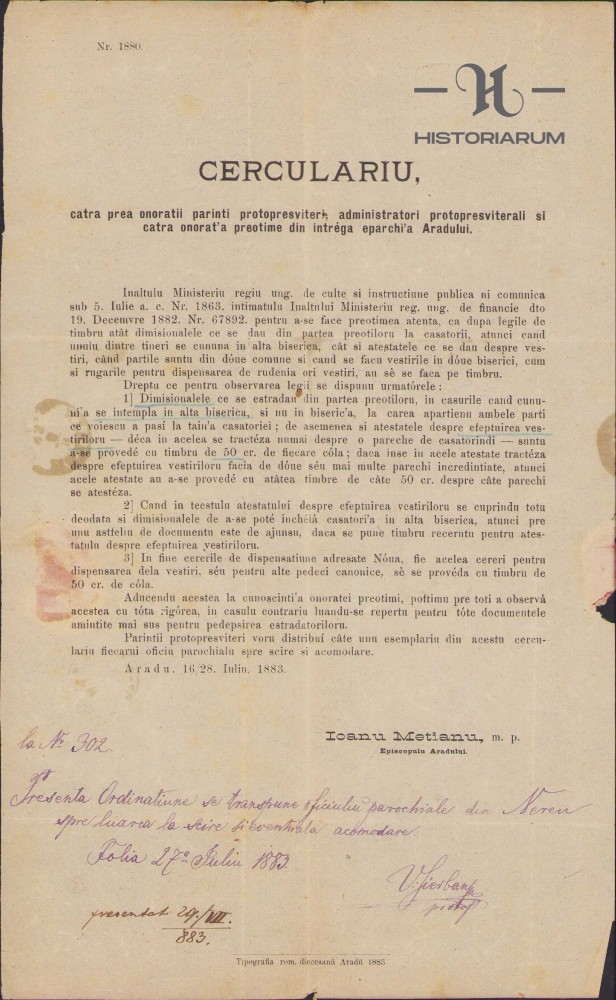 Nr. 1880.
H
HISTORIARUM
CERCULARIU,
catra prea onoratii parinti protopresviteri, administratori protopresviterali si
catra onorat'a preotime din intréga eparchi'a Aradului.
Inaltulu Ministeriu regiu ung. de culte si instructiune publica ni comunica
sub 5. Iulie a. c. Nr. 1863. intimatulu Inaltului Ministeriu reg. ung. de financie dto
19. Decemvre 1882. Nr. 67892. pentru a-se face preotimea atenta, ca dupa legile de
timbru atât dimisionalele ce se dau din partea preotiloru la casatorii, atunci cand
unulu dintre tineri se cununa in alta biserica, cât si atestatele ce se dau despre ves-
tiri, când partile suntu din dóue comune si cand se facu vestirile in dóue biserici, cum
si rugarile pentru dispensarea de rudenia ori vestiri, au sè se faca pe timbru.
Dreptu ce pentru observarea legii se dispunu urmatórele:
1] Dimisionalele ce se estradau din partea preotiloru, in casurile cand cunu-
ni'a se intempla in alta biserica, si nu in biseric'a, la carea apartienu ambele parti
ce voiescu a pasí la tain'a casatoriei; de asemenea si atestatele despre efeptuirea ves-
tiriloru — déca in acelea se tractéza numai despre o pareche de casatorindi — suntu
a-se provedé cu timbru de 50 cr. de fiecare cóla; daca inse in acele atestate tractéza
despre efeptuirea vestiriloru facia de dóue séu mai multe parechi incredintiate, atunci
acele atestate au a-se provedé cu atâtea timbre de câte 50 cr. despre câte parechi
se atestéza.
2] Cand in tecstulu atestatului despre efeptuirea vestiriloru se cuprindu totu
deodata si dimisionalele de a-se poté incheiá casatori'a in alta biserica, atunci pre
unu astfeliu de documentu este de ajunsu, daca se pune timbru recerutu pentru ates-
tatulu despre efeptuirea vestiriloru.
3] In fine cererile de dispensatiune adresate Nóua, fie acelea cereri pentru
dispensarea dela vestiri, séu pentru alte pedeci canonice, sè se provéda cu timbru de
50 cr. de cóla.
Aducendu acestea la cunoscinti'a onoratei preotimi, poftimu pre toti a observá
acestea cu tóta rigórea, in casulu contrariu luandu-se repertu pentru tóte documentele
amintite mai sus pentru pedepsirea estradatoriloru.
Parintii protopresviteri voru distribuí câte unu esemplariu din acestu cercu-
lariu fiecarui oficiu parochialu spre scire si acomodare.
Aradu, 16/28. Iuliu. 1883.
Ioanu Metianu, m. p.
Episcopulu Aradului.
la Nr 302
Presenta Ordinatiune se transpune oficiului parochiale din Nereu
spre luarea la scire si eventuala acomodare.
Folia 27a Iuliu 1883.
V. Sierban
protop
presentat 29./VII.
883.
Tipografia rom. diecesană Aradŭ 1883